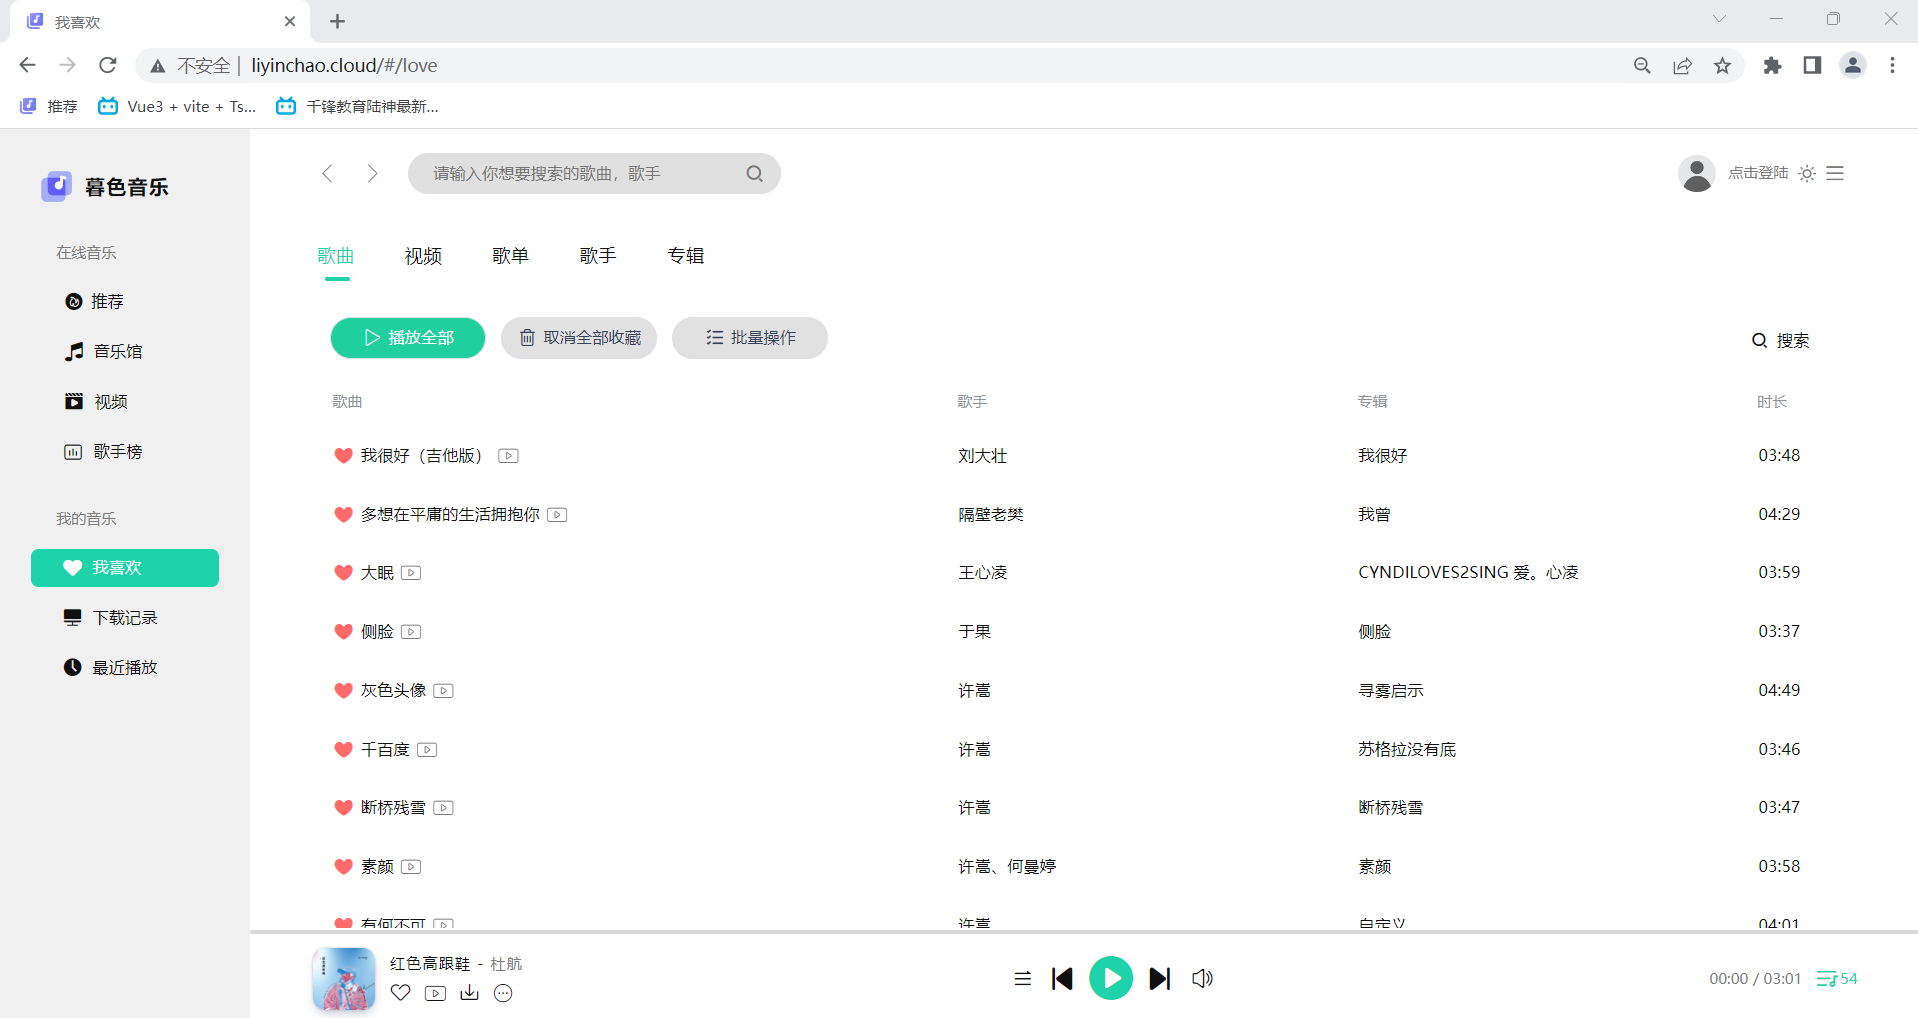 我喜欢
不安全 | liyinchao.cloud/#/love
推荐 Vue3 + vite + Ts... 千锋教育陆神最新...
暮色音乐
在线音乐
推荐
音乐馆
视频
歌手榜
我的音乐
我喜欢
下载记录
最近播放
请输入你想要搜索的歌曲，歌手
点击登陆
歌曲 视频 歌单 歌手 专辑
播放全部 取消全部收藏 批量操作 搜索
歌曲 歌手 专辑 时长
我很好（吉他版） 刘大壮 我很好 03:48
多想在平庸的生活拥抱你 隔壁老樊 我曾 04:29
大眠 王心凌 CYNDILOVES2SING 爱。心凌 03:59
侧脸 于果 侧脸 03:37
灰色头像 许嵩 寻雾启示 04:49
千百度 许嵩 苏格拉没有底 03:46
断桥残雪 许嵩 断桥残雪 03:47
素颜 许嵩、何曼婷 素颜 03:58
有何不可 许嵩 自定义 04:01
红色高跟鞋 - 杜航
00:00 / 03:01 54